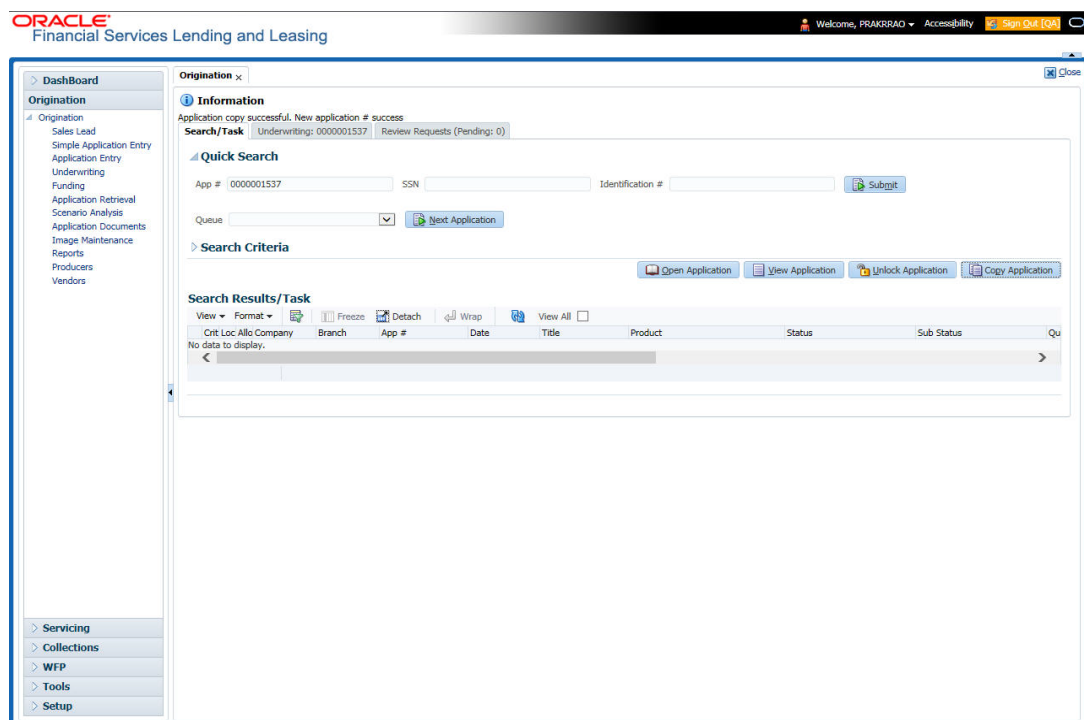 ORACLE
Financial Services Lending and Leasing
Welcome, PRAKRRAO Accessibility Sign Out [QA]
Close
DashBoard
Origination
Origination
Sales Lead
Simple Application Entry
Application Entry
Underwriting
Funding
Application Retrieval
Scenario Analysis
Application Documents
Image Maintenance
Reports
Producers
Vendors
Servicing
Collections
WFP
Tools
Setup
Origination
Information
Application copy successful. New application # success
Search/Task Underwriting: 0000001537 Review Requests (Pending: 0)
Quick Search
App # 0000001537 SSN Identification # Submit
Queue Next Application
Search Criteria
Open Application View Application Unlock Application Copy Application
Search Results/Task
View Format Freeze Detach Wrap View All
Crit Loc Allo Company Branch App # Date Title Product Status Sub Status Qu
No data to display.